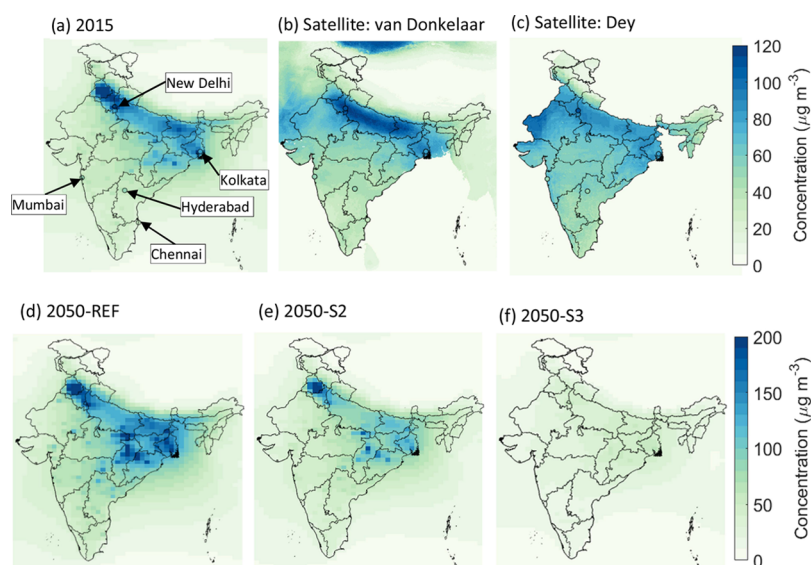 (a) 2015
(b) Satellite: van Donkelaar
(c) Satellite: Dey
New Delhi
Kolkata
Mumbai
Hyderabad
Chennai
120
100
80
60
40
20
0
Concentration (μg m⁻³)
(d) 2050-REF
(e) 2050-S2
(f) 2050-S3
200
150
100
50
0
Concentration (μg m⁻³)